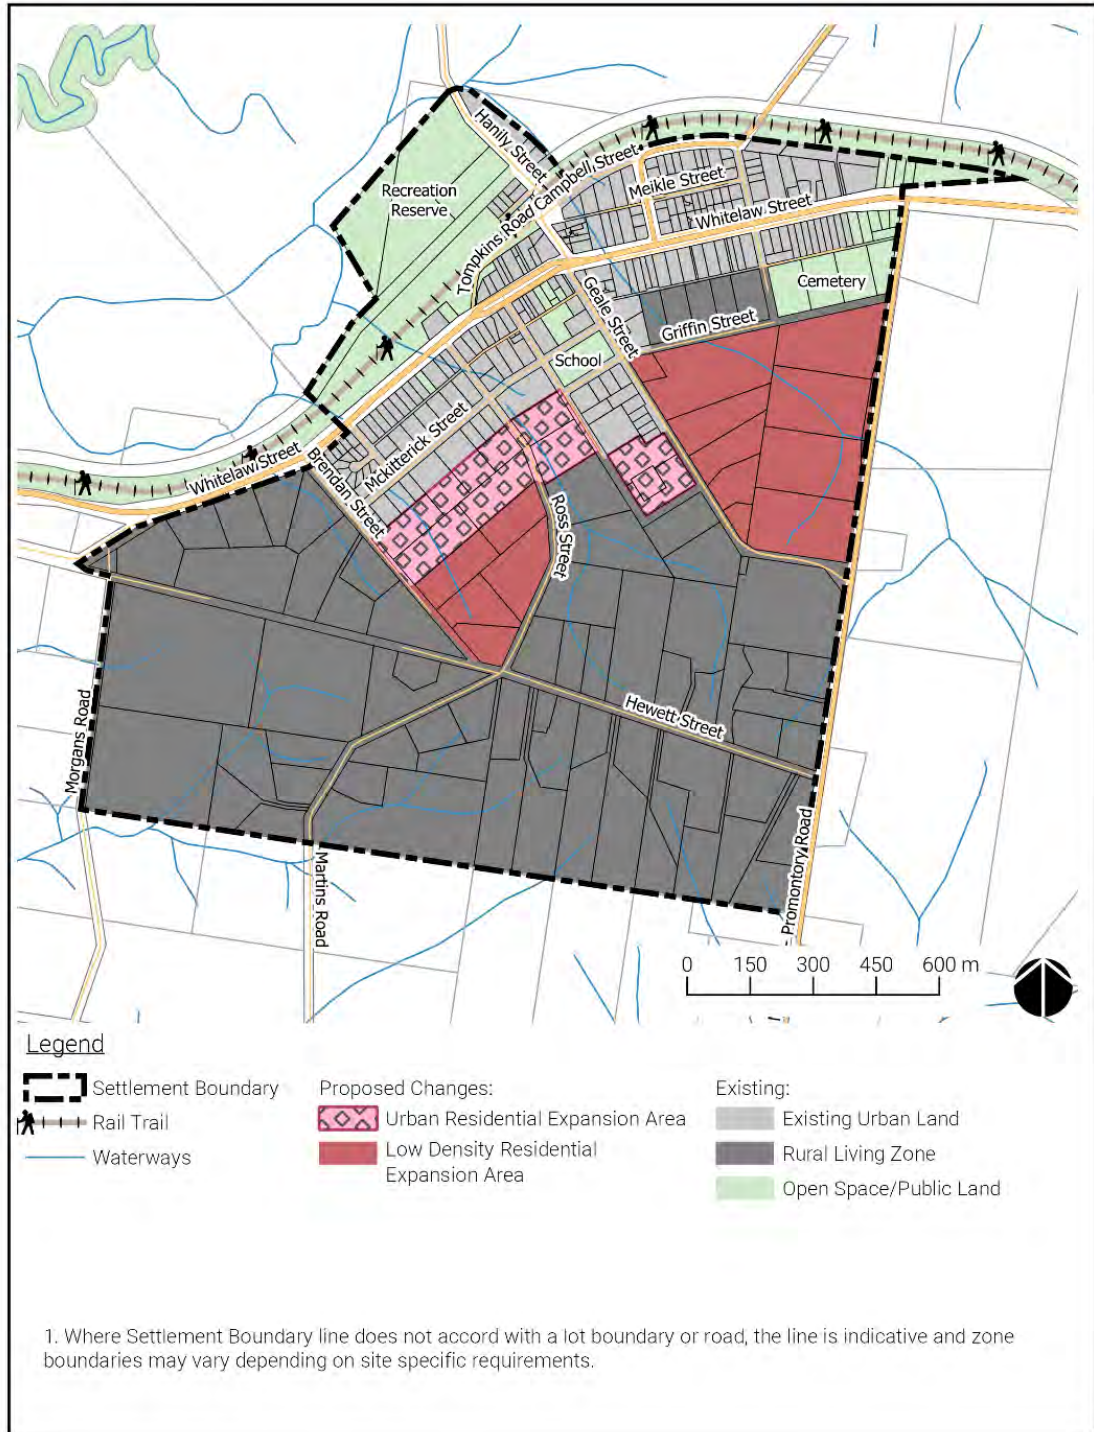 Hanily Street
Recreation
Reserve
Tompkins Road
Campbell Street
Meikle Street
Whitelaw Street
Cemetery
Geale Street
Griffin Street
School
Mckitterick Street
Whitelaw Street
Brendan Street
Ross Street
Hewett Street
Morgans Road
Martins Road
Promontory Road
0 150 300 450 600 m
Legend
Settlement Boundary
Rail Trail
Waterways
Proposed Changes:
Urban Residential Expansion Area
Low Density Residential
Expansion Area
Existing:
Existing Urban Land
Rural Living Zone
Open Space/Public Land
1. Where Settlement Boundary line does not accord with a lot boundary or road, the line is indicative and zone
boundaries may vary depending on site specific requirements.